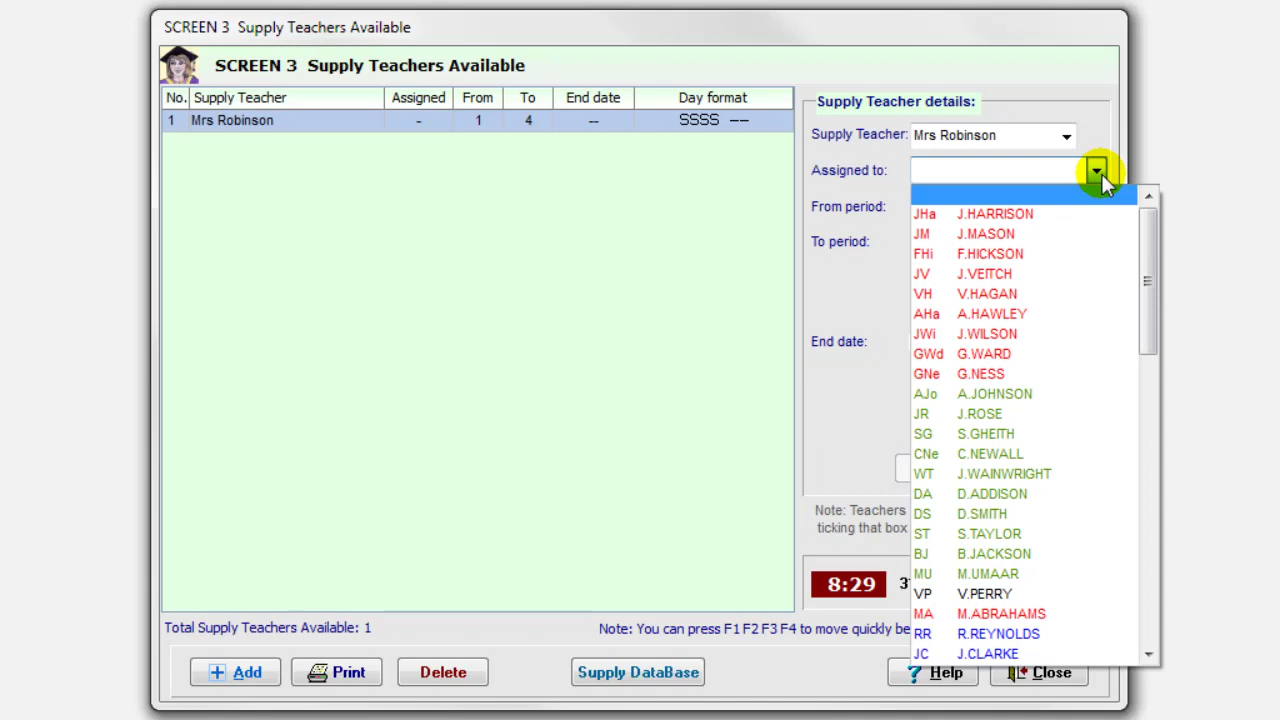 SCREEN 3 Supply Teachers Available
SCREEN 3 Supply Teachers Available
No. Supply Teacher Assigned From To End date Day format
1 Mrs Robinson - 1 4 -- SSSS --
Supply Teacher details:
Supply Teacher: Mrs Robinson
Assigned to:
From period:
To period:
End date:
JHa J.HARRISON
JM J.MASON
FHi F.HICKSON
JV J.VEITCH
VH V.HAGAN
AHa A.HAWLEY
JWi J.WILSON
GWd G.WARD
GNe G.NESS
AJo A.JOHNSON
JR J.ROSE
SG S.GHEITH
CNe C.NEWALL
WT J.WAINWRIGHT
DA D.ADDISON
DS D.SMITH
ST S.TAYLOR
BJ B.JACKSON
MU M.UMAAR
VP V.PERRY
MA M.ABRAHAMS
RR R.REYNOLDS
JC J.CLARKE
Note: Teachers
ticking that box
8:29
Total Supply Teachers Available: 1
Note: You can press F1 F2 F3 F4 to move quickly be
Add Print Delete Supply DataBase Help Close